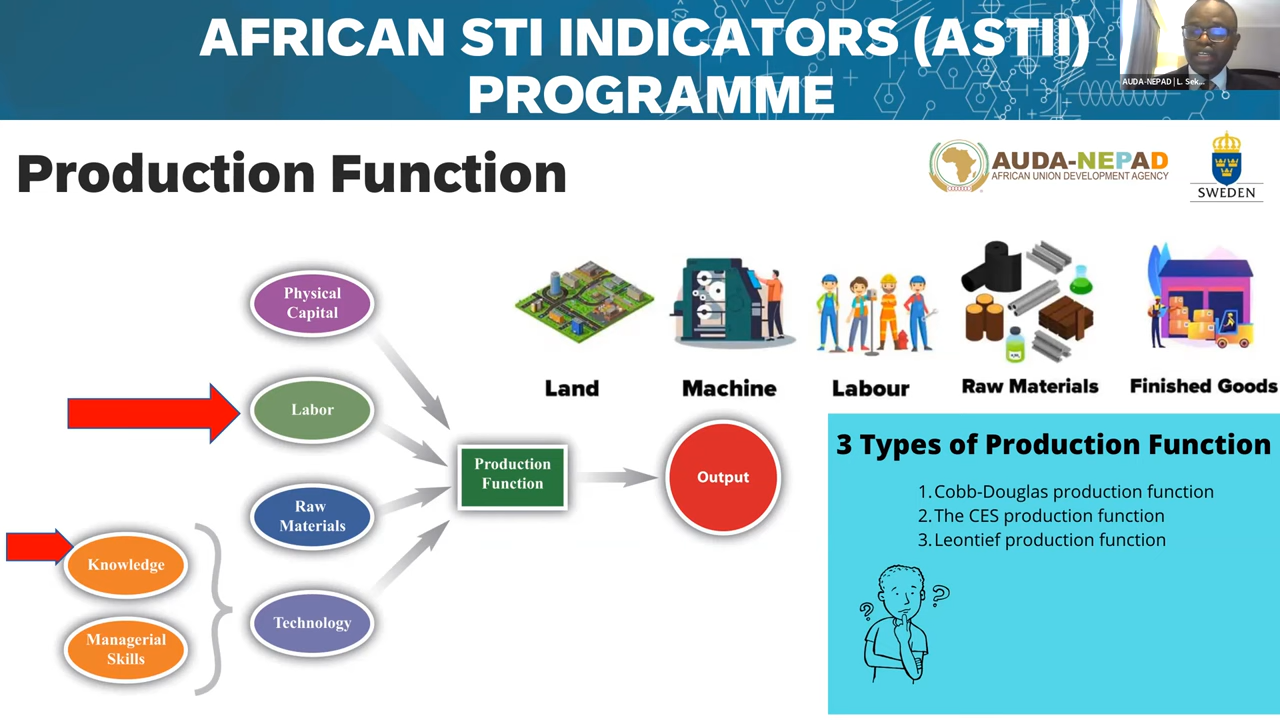 AFRICAN STI INDICATORS (ASTII)
PROGRAMME
AUDA-NEPAD | L. Sek...
Production Function
AUDA-NEPAD
AFRICAN UNION DEVELOPMENT AGENCY
SWEDEN
Physical
Capital
Labor
Raw
Materials
Technology
Knowledge
Managerial
Skills
Production
Function
Output
Land
Machine
Labour
Raw Materials
Finished Goods
3 Types of Production Function
1. Cobb-Douglas production function
2. The CES production function
3. Leontief production function
? ?